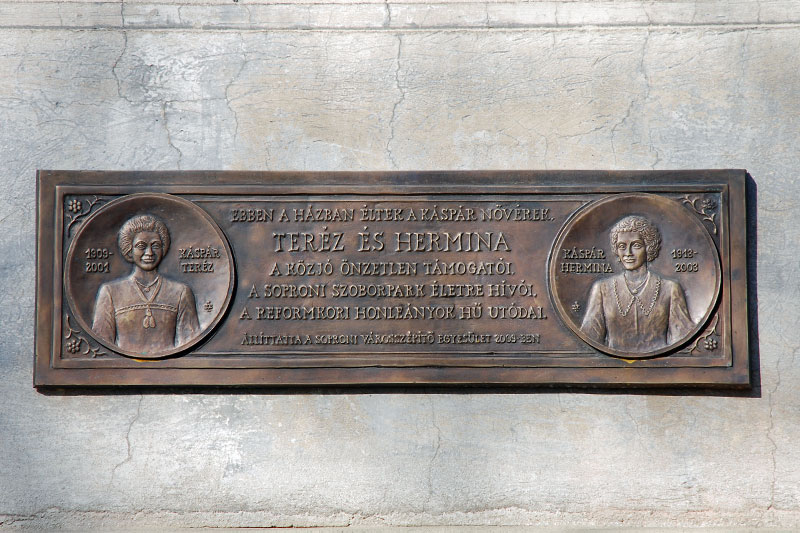 EBBEN A HÁZBAN ÉLTEK A KÁSPÁR NŐVÉREK,
TERÉZ ÉS HERMINA
A KÖZJÓ ÖNZETLEN TÁMOGATÓI,
A SOPRONI SZOBORPARK ÉLETRE HÍVÓI,
A REFORMKORI HONLEÁNYOK HŰ UTÓDAI.
ÁLLÍTTATTA A SOPRONI VÁROSSZÉPÍTŐ EGYESÜLET 2009-BEN
1909-
2001
KÁSPÁR
TERÉZ
KÁSPÁR
HERMINA
1913-
2003